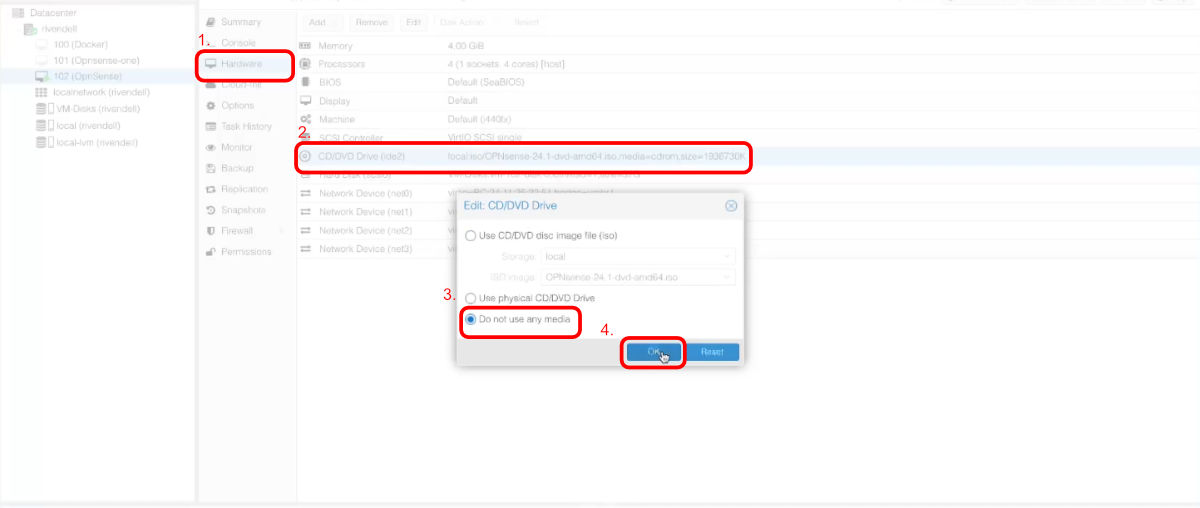 Datacenter
rivendell
100 (Docker)
101 (Opnsense-one)
102 (OpnSense)
localnetwork (rivendell)
VM-Disks (rivendell)
local (rivendell)
local-lvm (rivendell)
1.
Summary
Console
Hardware
Cloud-Init
Options
Task History
Monitor
Backup
Replication
Snapshots
Firewall
Permissions
Add Remove Edit Disk Action Revert
Memory 4.00 GiB
Processors 4 (1 sockets, 4 cores) [host]
BIOS Default (SeaBIOS)
Display Default
Machine Default (i440fx)
2.
SCSI Controller VirtIO SCSI single
CD/DVD Drive (ide2) local:iso/OPNsense-24.1-dvd-amd64.iso,media=cdrom,size=1936730K
Hard Disk
Network Device (net0)
Network Device (net1)
Network Device (net2)
Network Device (net3)
Edit: CD/DVD Drive
Use CD/DVD disc image file (iso)
Storage: local
ISO image: OPNsense-24.1-dvd-amd64.iso
3.
Use physical CD/DVD Drive
Do not use any media
4.
OK Reset